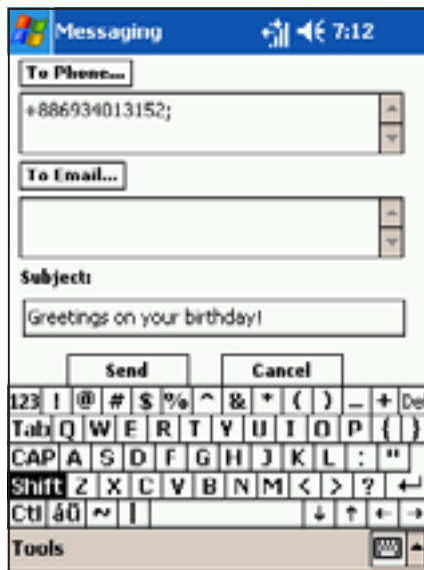 Messaging 7:12
To Phone...
+886934013152;
To Email...
Subject:
Greetings on your birthday!
Send Cancel
123 ! @ # $ % ^ & * ( ) _ + Del
Tab Q W E R T Y U I O P { }
CAP A S D F G H J K L : "
Shift Z X C V B N M < > ? ↵
Ctl áü ~ | ↓ ↑ ← →
Tools